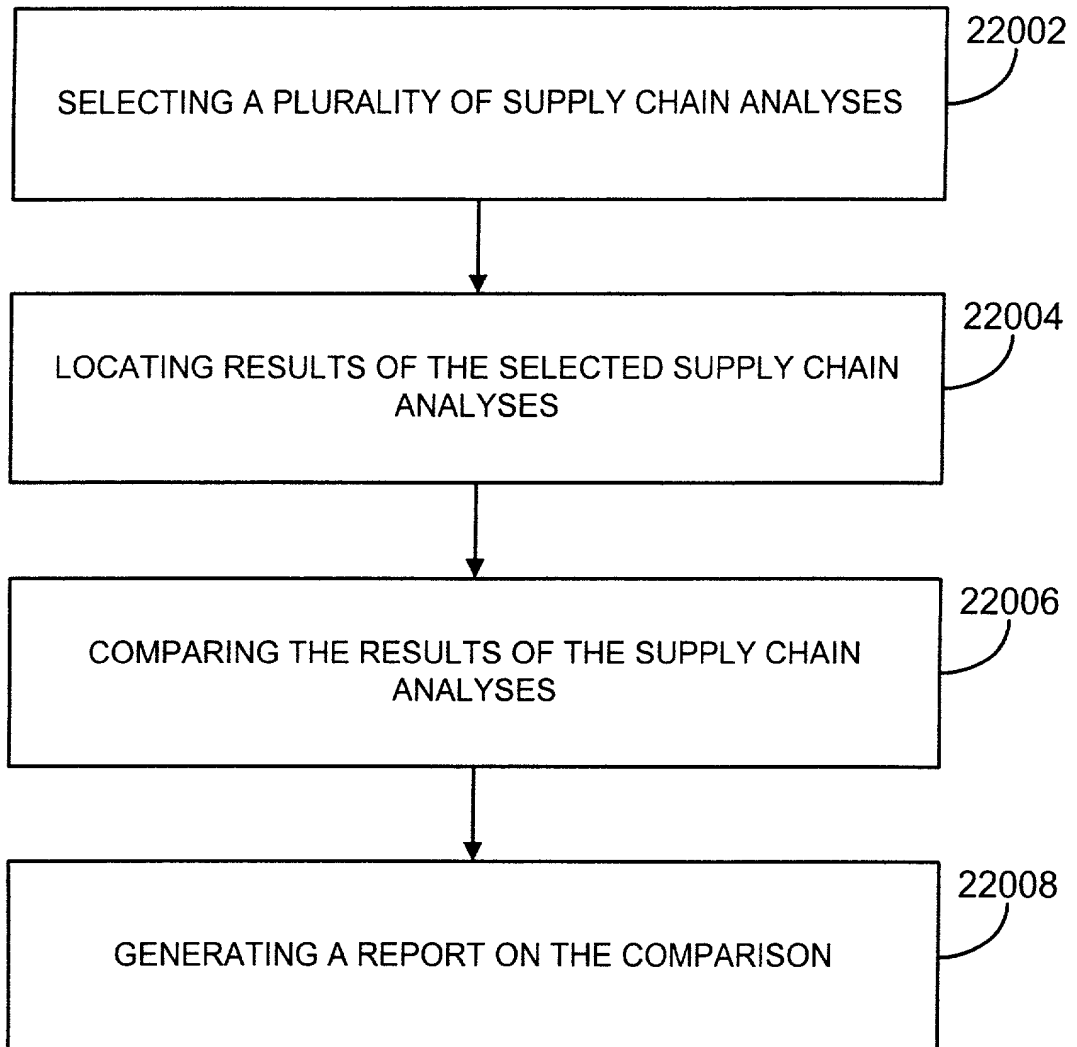 22002
SELECTING A PLURALITY OF SUPPLY CHAIN ANALYSES
22004
LOCATING RESULTS OF THE SELECTED SUPPLY CHAIN
ANALYSES
22006
COMPARING THE RESULTS OF THE SUPPLY CHAIN
ANALYSES
22008
GENERATING A REPORT ON THE COMPARISON